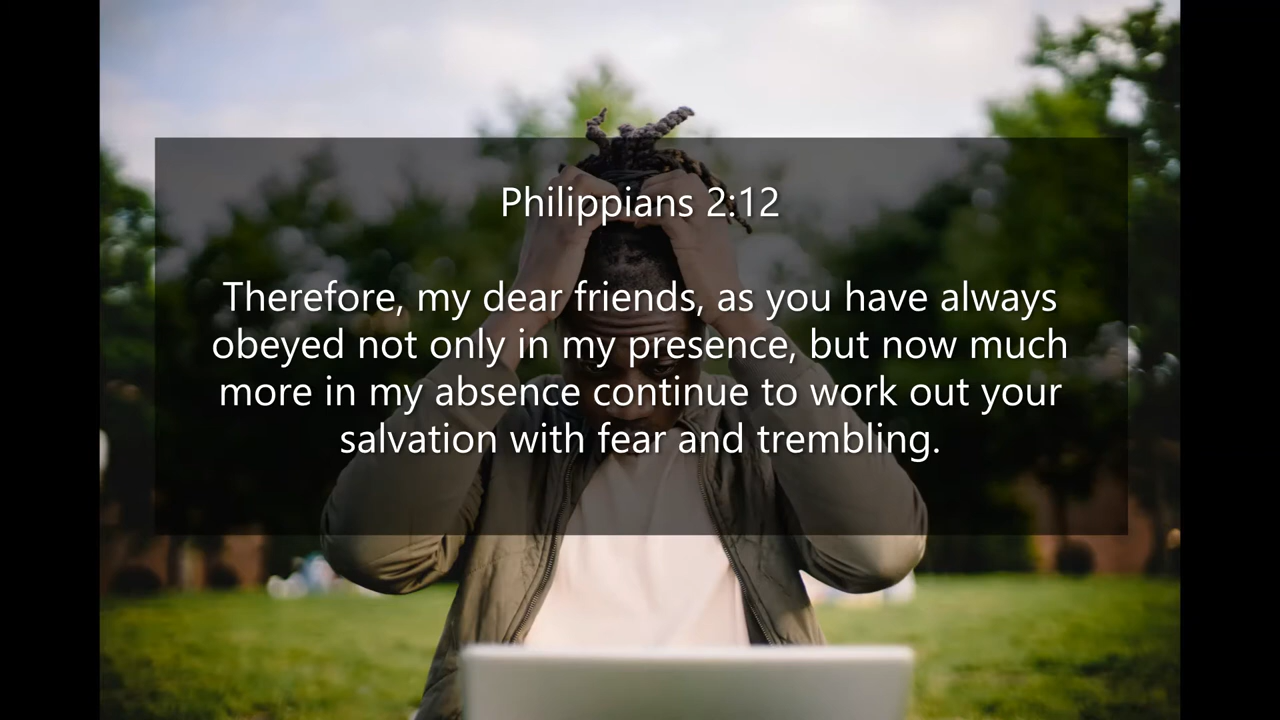 Philippians 2:12
Therefore, my dear friends, as you have always
obeyed not only in my presence, but now much
more in my absence continue to work out your
salvation with fear and trembling.